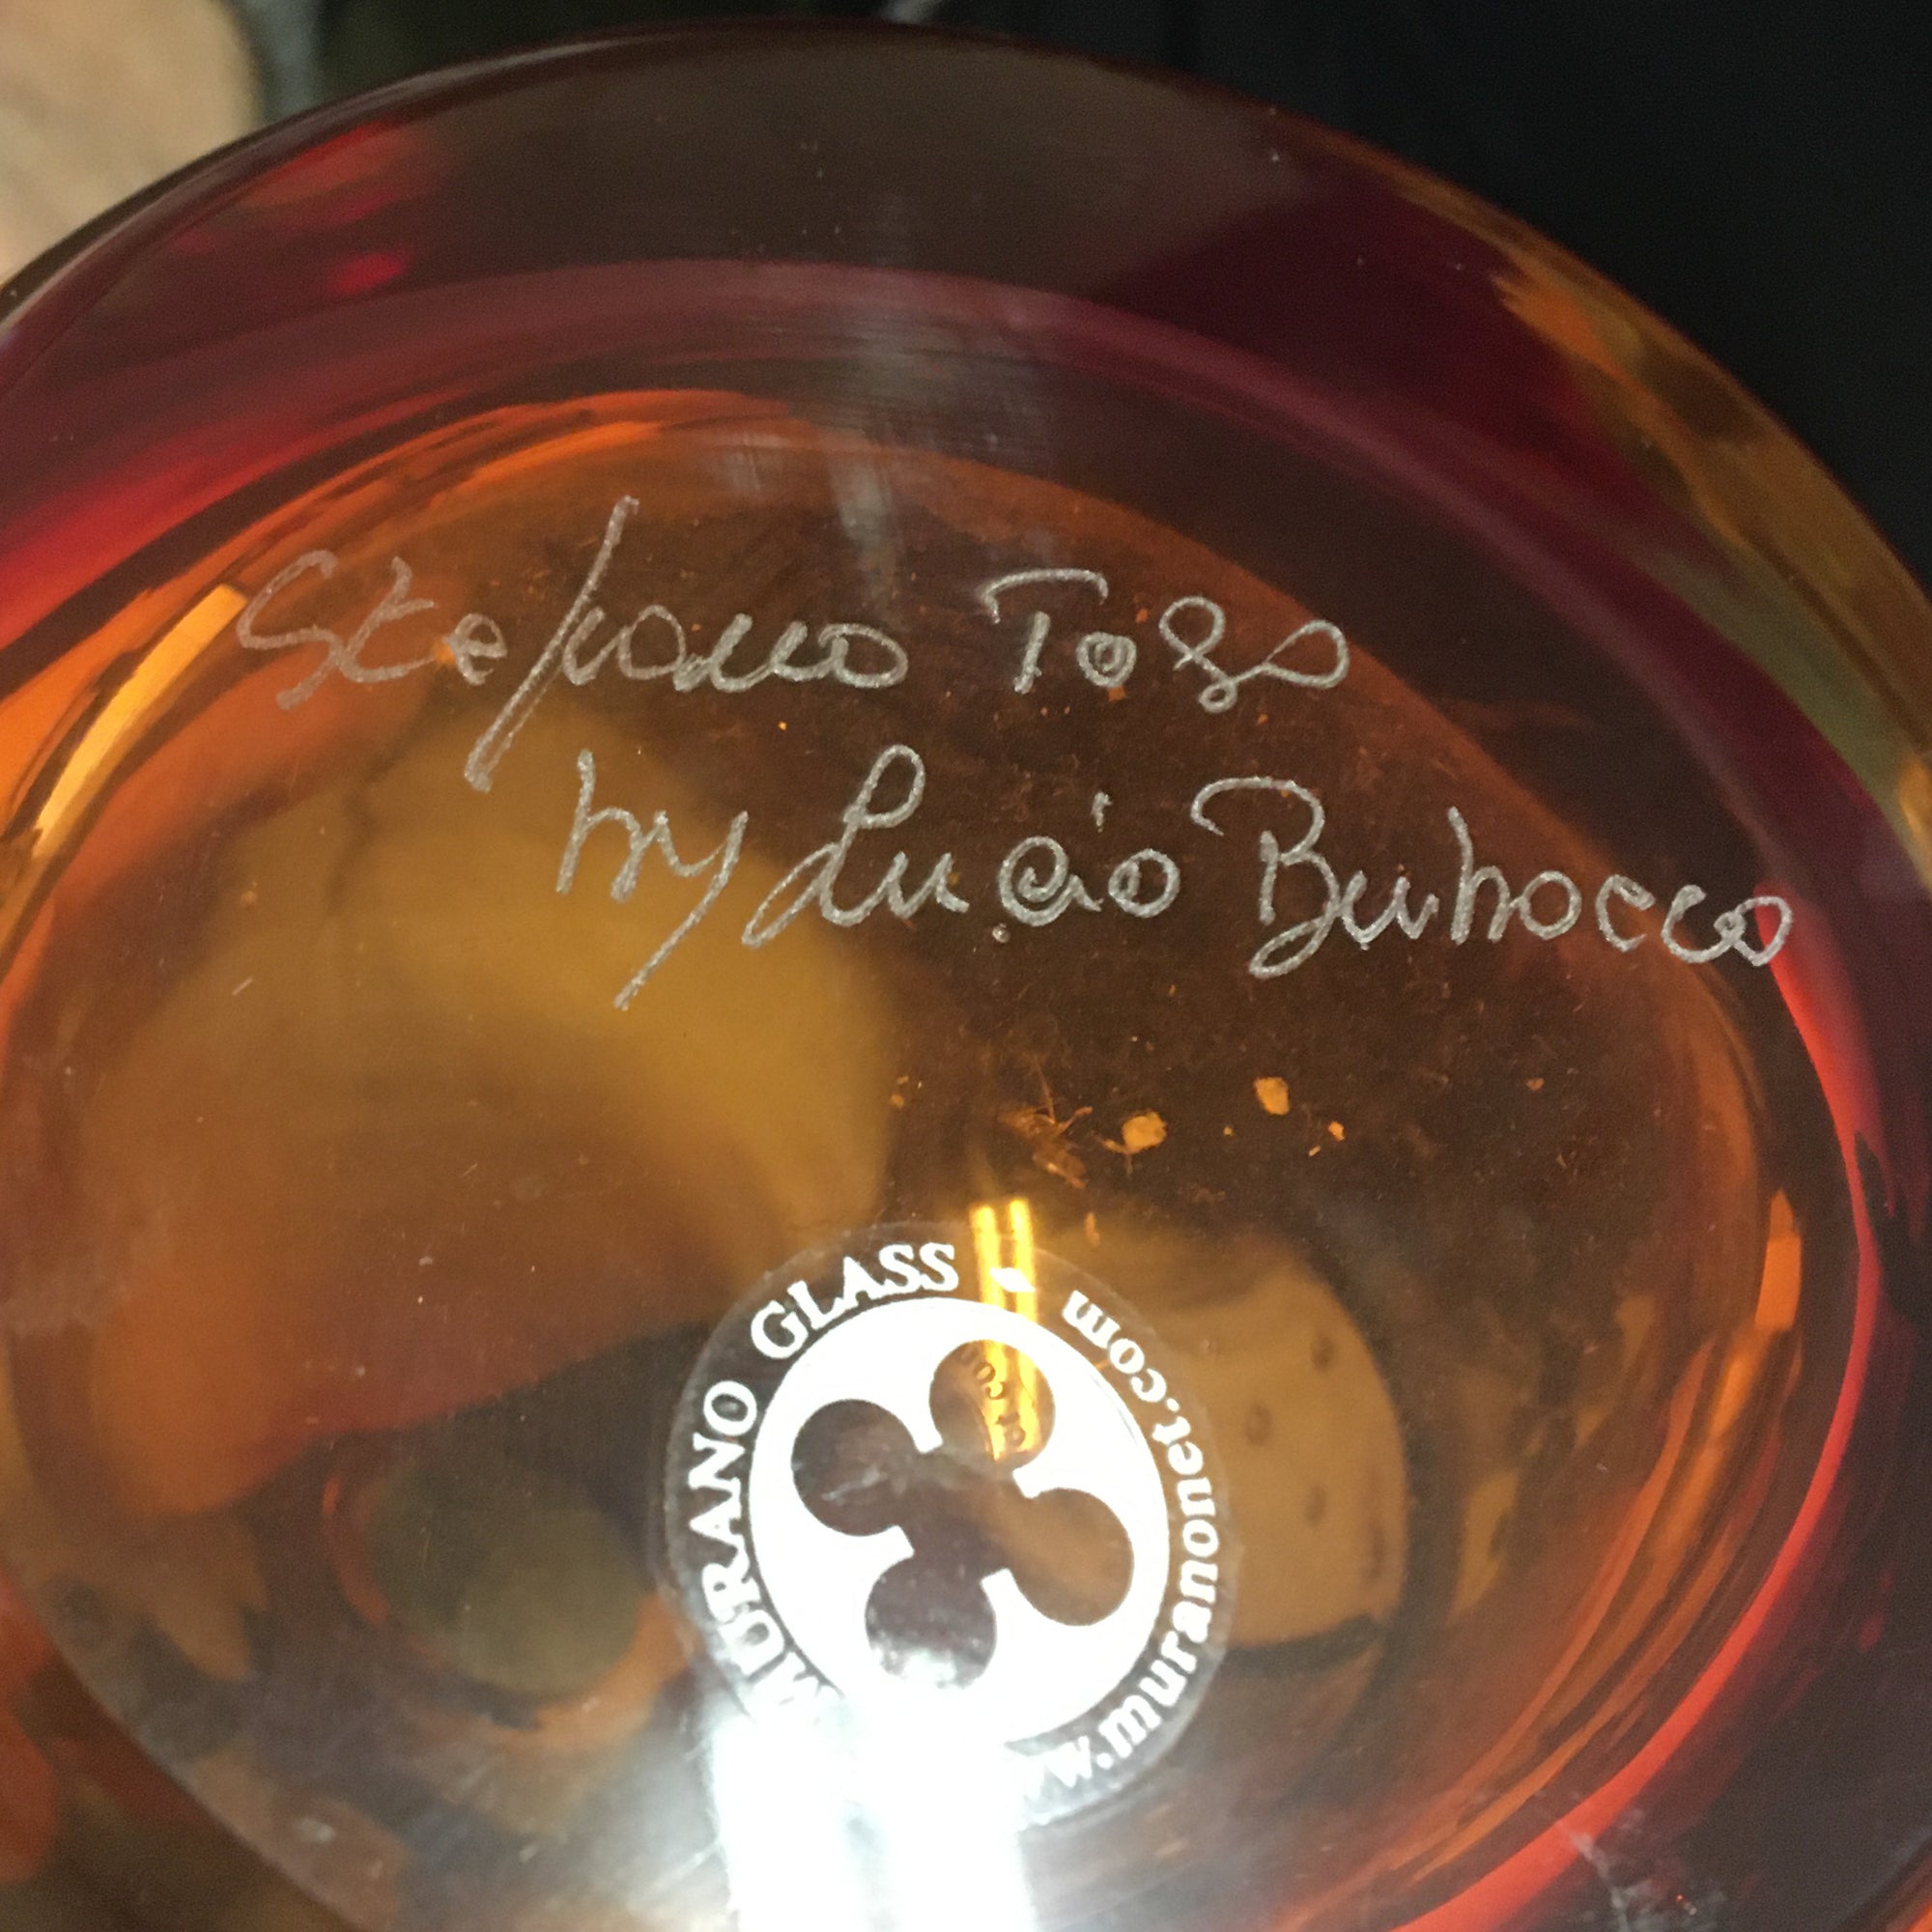 Stefano Toso
by Lucio Bubacco
MURANO GLASS - www.muranonet.com